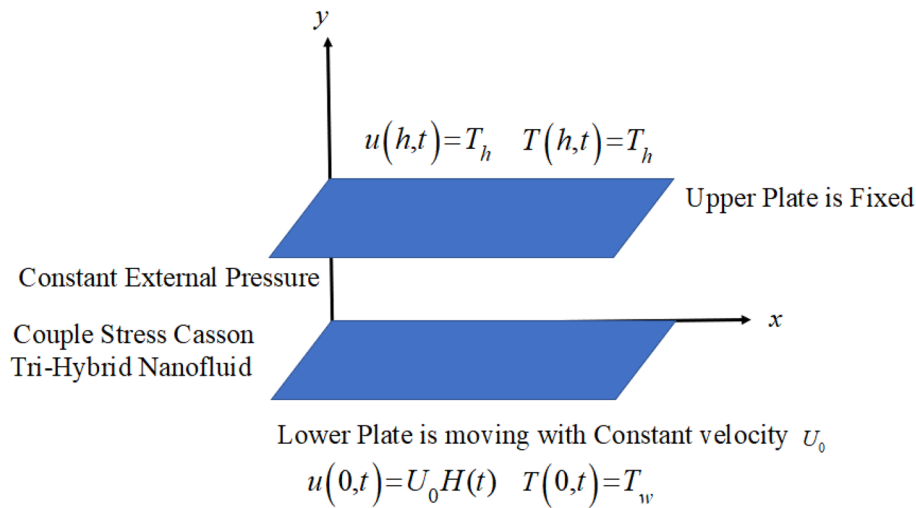 y
u(h,t)=T_h T(h,t)=T_h
Upper Plate is Fixed
Constant External Pressure
x
Couple Stress Casson
Tri-Hybrid Nanofluid
Lower Plate is moving with Constant velocity U_0
u(0,t)=U_0H(t) T(0,t)=T_w